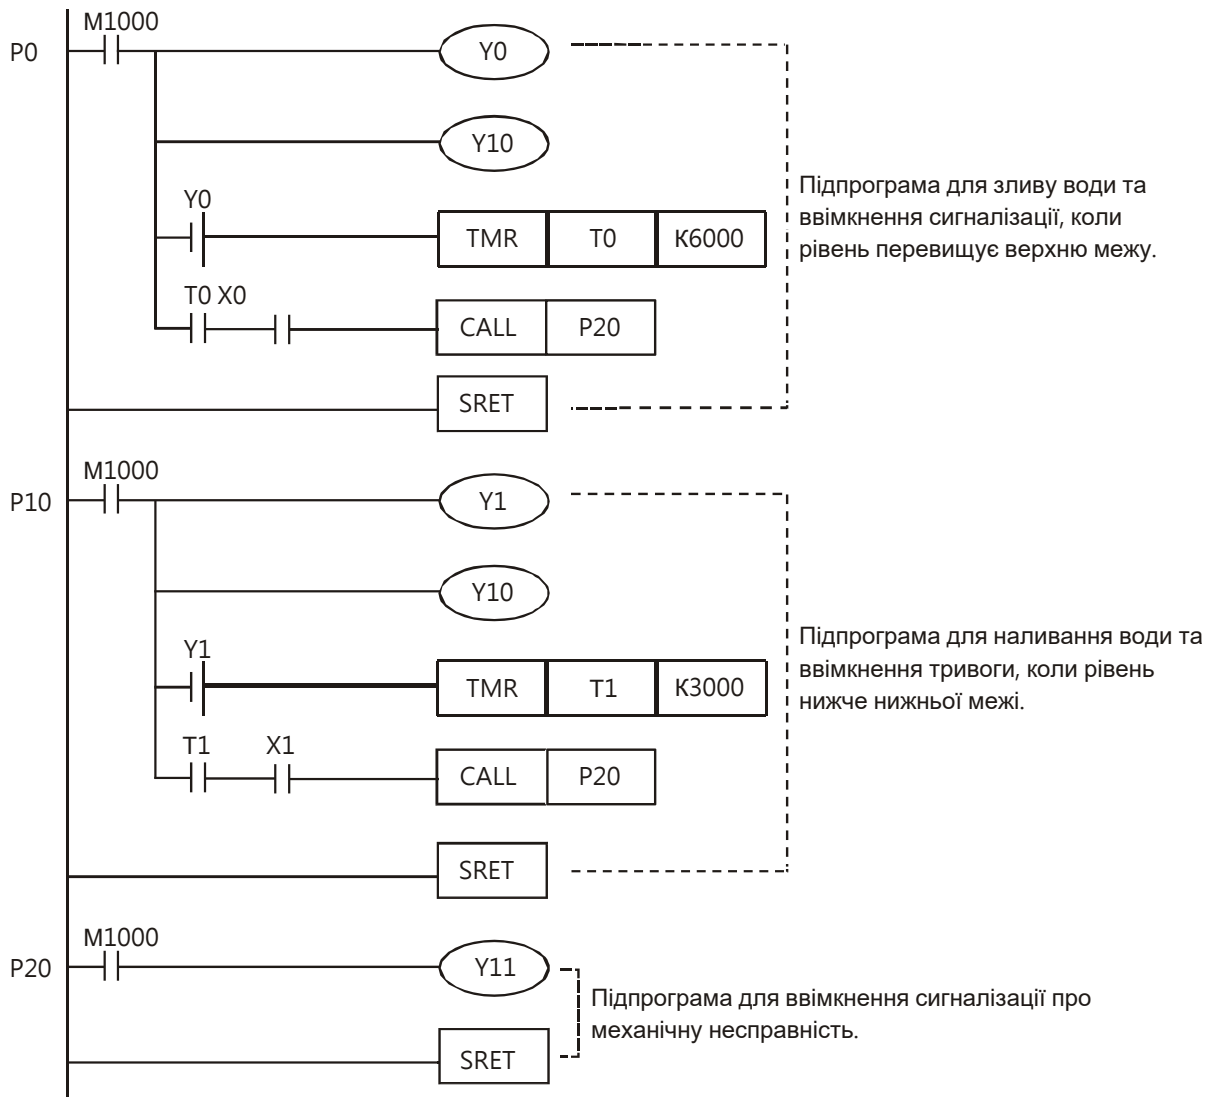 M1000
P0
Y0
Y10
Підпрограма для зливу води та
ввімкнення сигналізації, коли
рівень перевищує верхню межу.
Y0
TMR T0 K6000
T0 X0
CALL P20
SRET
M1000
P10
Y1
Y10
Підпрограма для наливання води та
ввімкнення тривоги, коли рівень
нижче нижньої межі.
Y1
TMR T1 K3000
T1 X1
CALL P20
SRET
M1000
P20
Y11
Підпрограма для ввімкнення сигналізації про
механічну несправність.
SRET